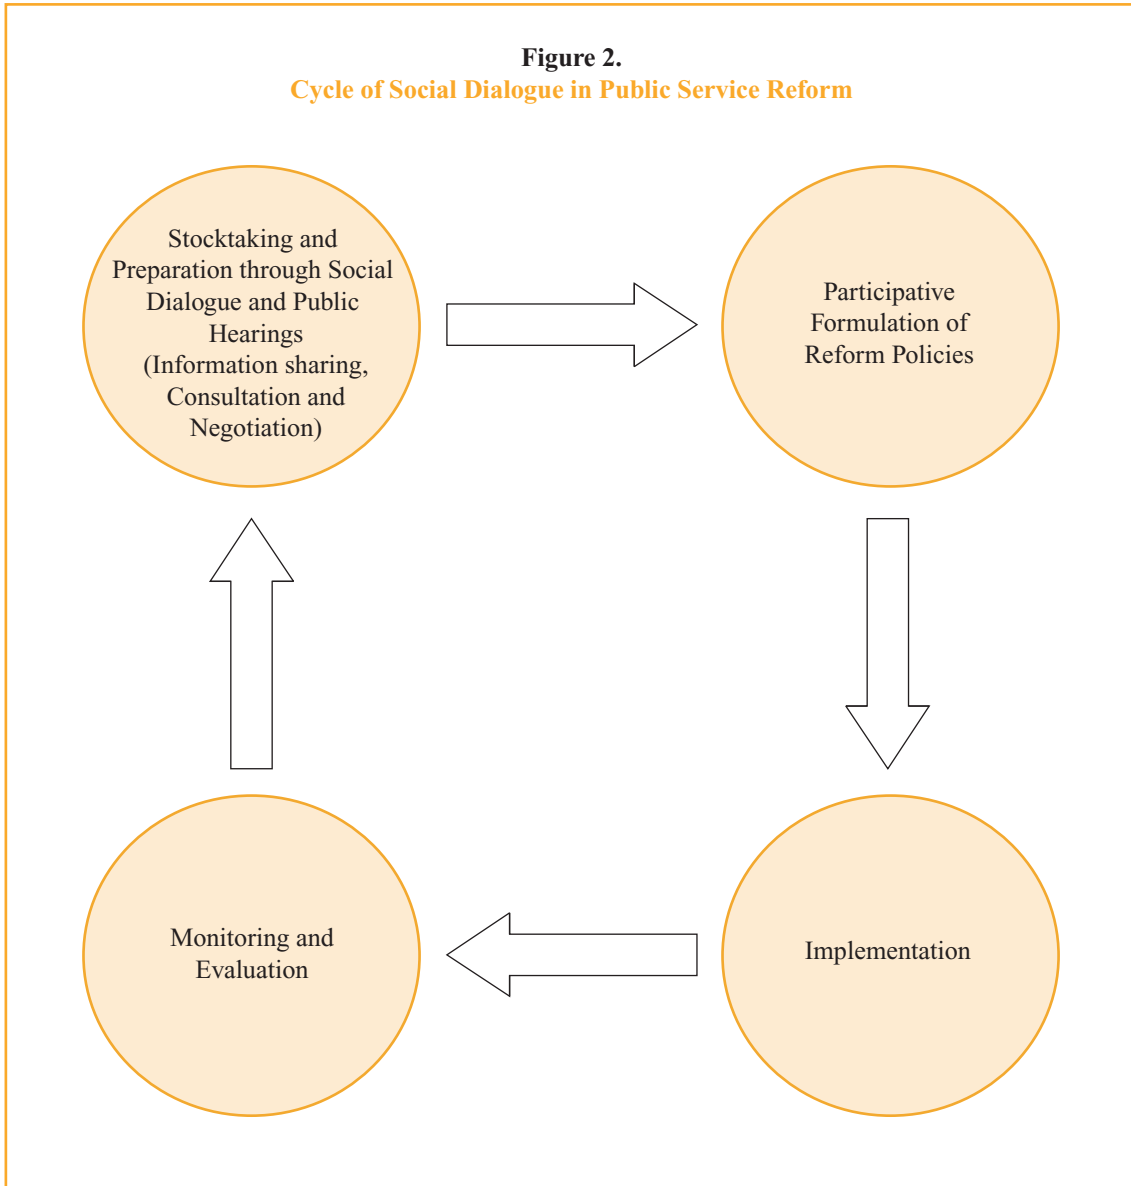 Figure 2.
Cycle of Social Dialogue in Public Service Reform
Stocktaking and
Preparation through Social
Dialogue and Public
Hearings
(Information sharing,
Consultation and
Negotiation)
Participative
Formulation of
Reform Policies
Monitoring and
Evaluation
Implementation